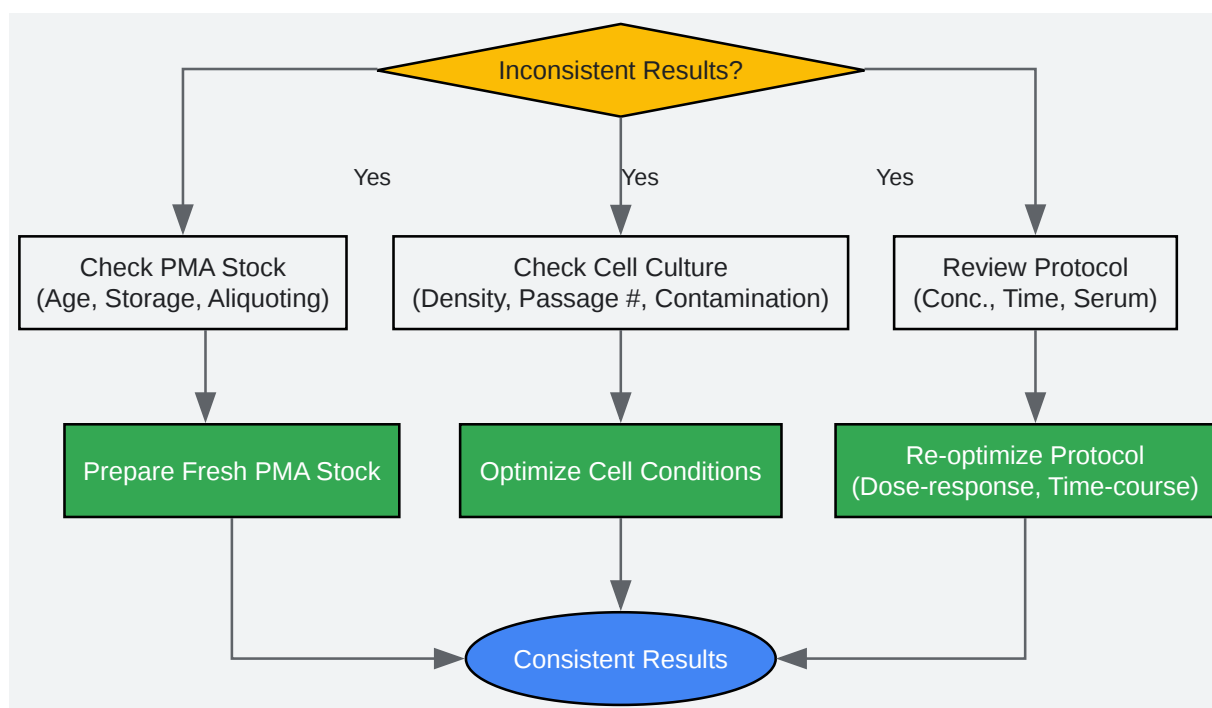 Inconsistent Results?
Yes
Yes
Yes
Check PMA Stock
(Age, Storage, Aliquoting)
Check Cell Culture
(Density, Passage #, Contamination)
Review Protocol
(Conc., Time, Serum)
Prepare Fresh PMA Stock
Optimize Cell Conditions
Re-optimize Protocol
(Dose-response, Time-course)
Consistent Results